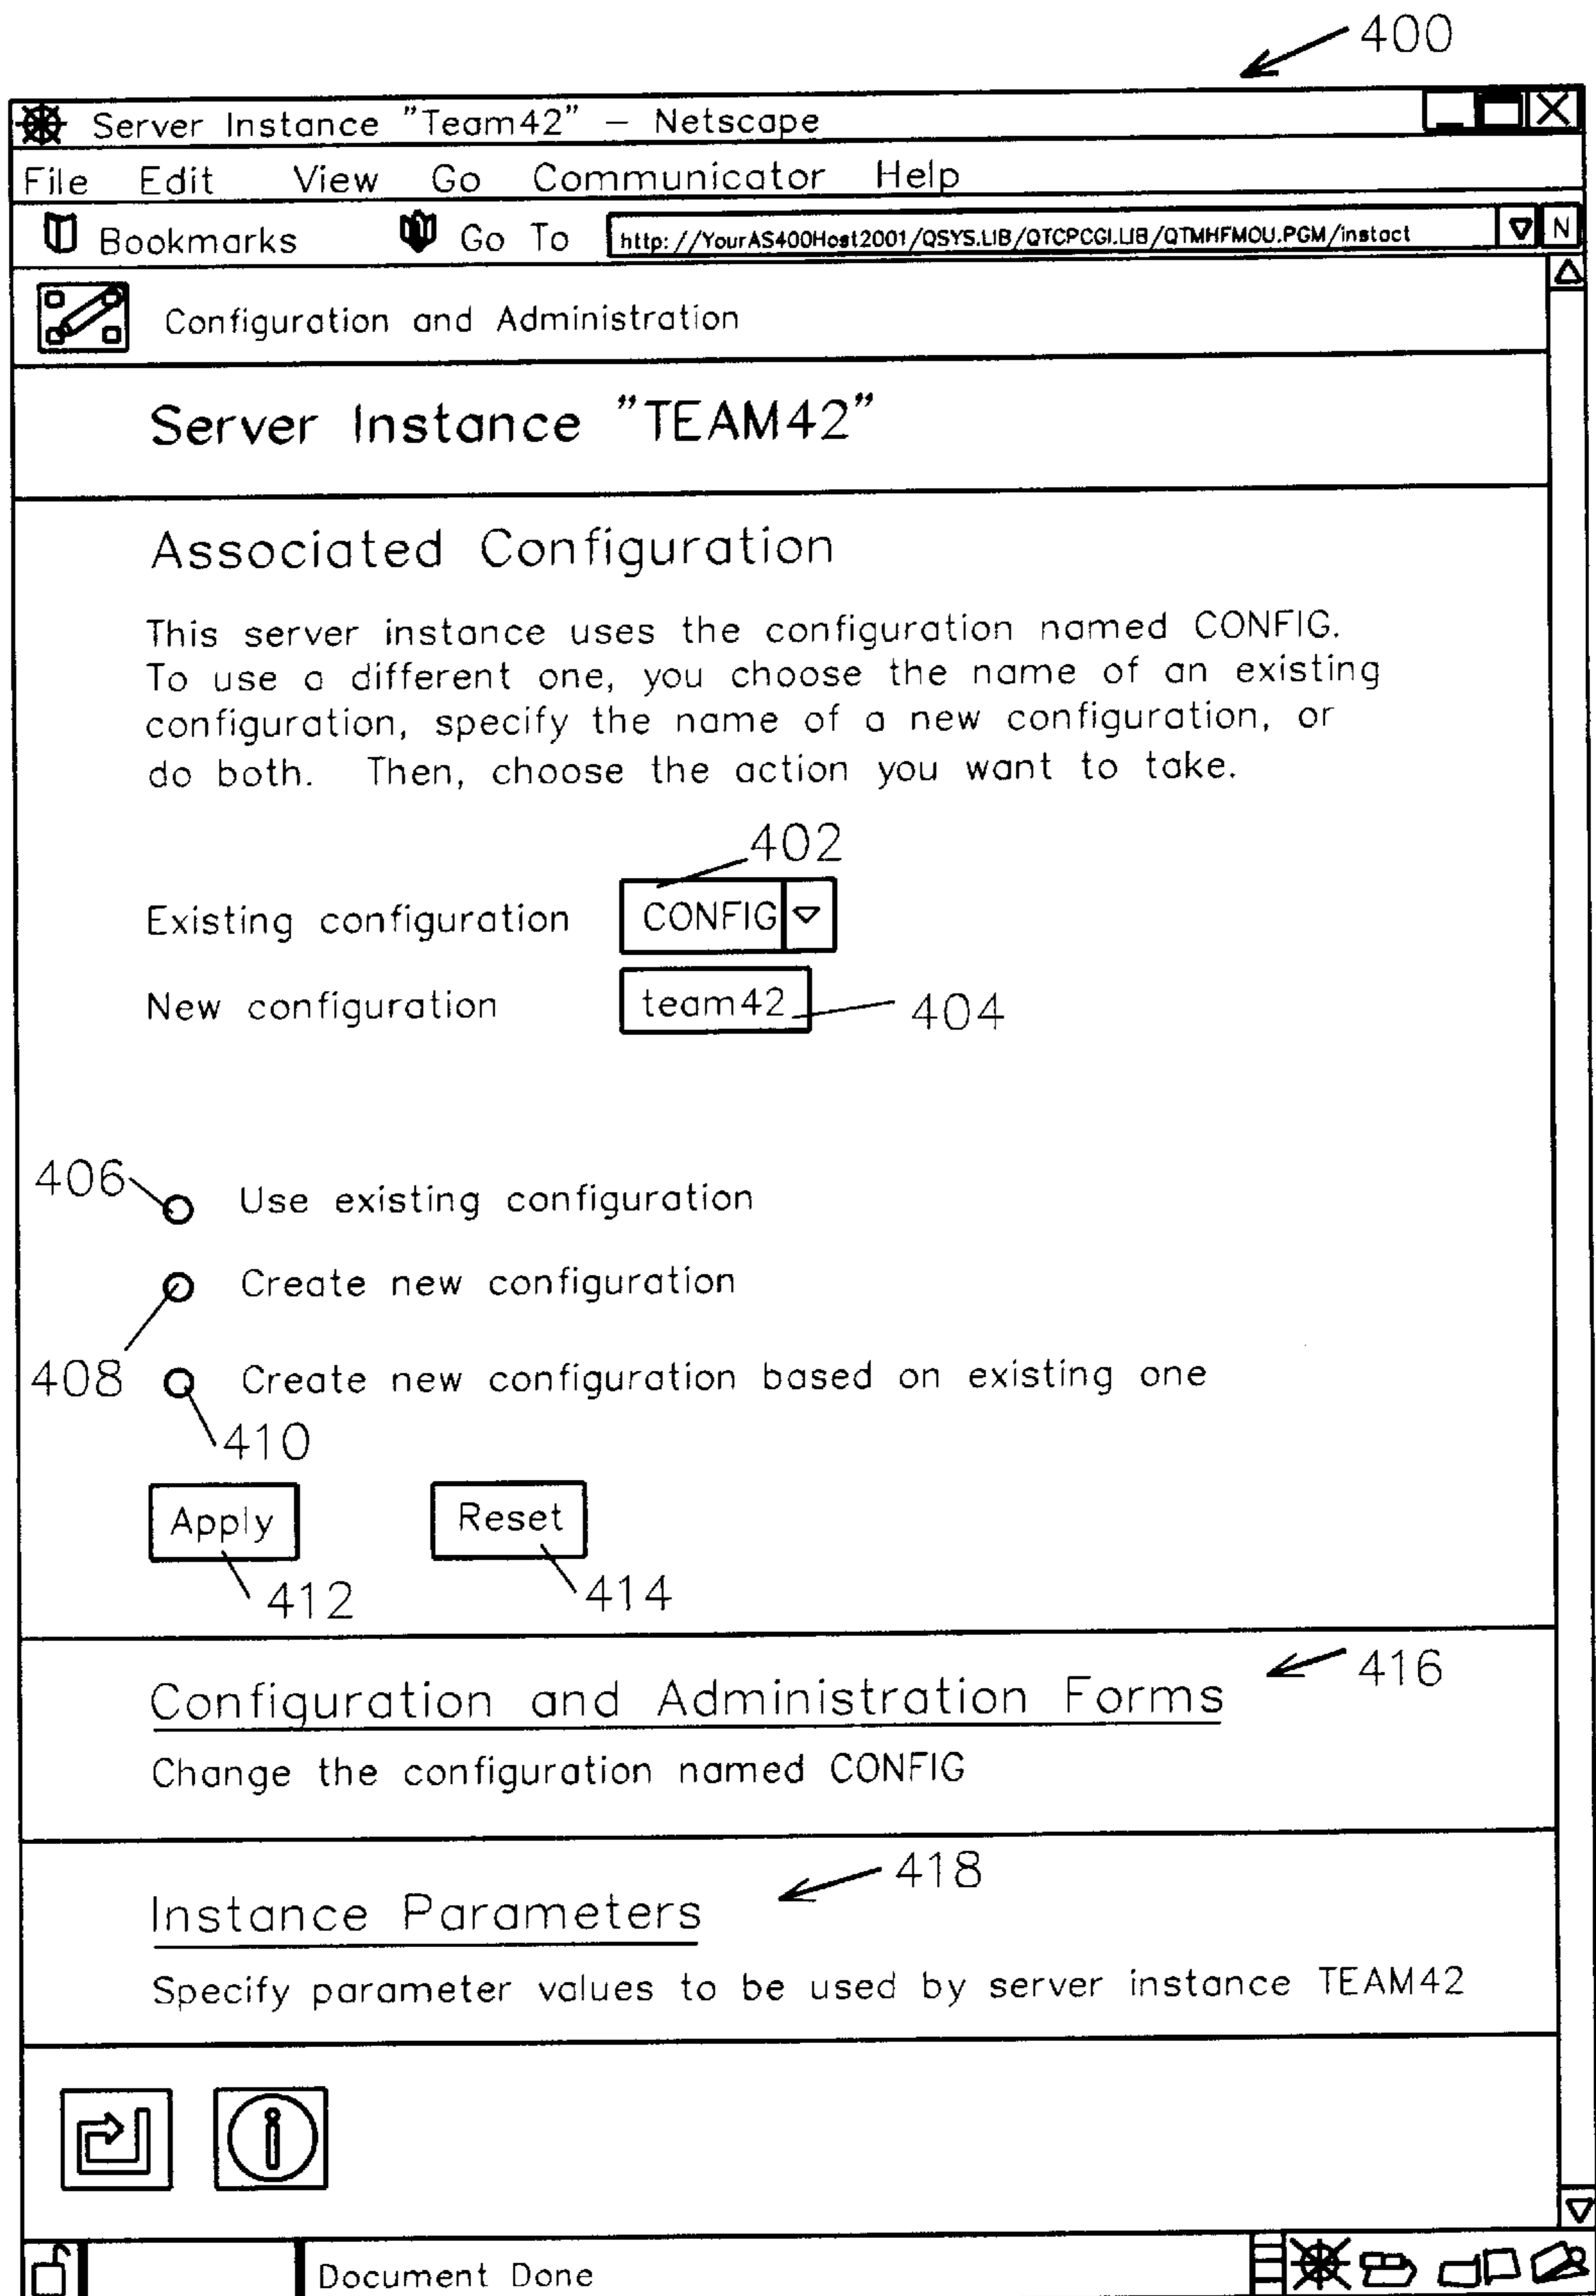 400
Server Instance "Team42" – Netscape
File Edit View Go Communicator Help
Bookmarks Go To http://YourAS400Host2001/QSYS.LIB/QTCPCGI.LIB/QTMHFMOU.PGM/instact N
Configuration and Administration
Server Instance "TEAM42"
Associated Configuration
This server instance uses the configuration named CONFIG.
To use a different one, you choose the name of an existing
configuration, specify the name of a new configuration, or
do both. Then, choose the action you want to take.
402
Existing configuration CONFIG
New configuration team42 404
406 Use existing configuration
Create new configuration
408 Create new configuration based on existing one
410
Apply Reset
412 414
Configuration and Administration Forms 416
Change the configuration named CONFIG
418
Instance Parameters
Specify parameter values to be used by server instance TEAM42
i
Document Done